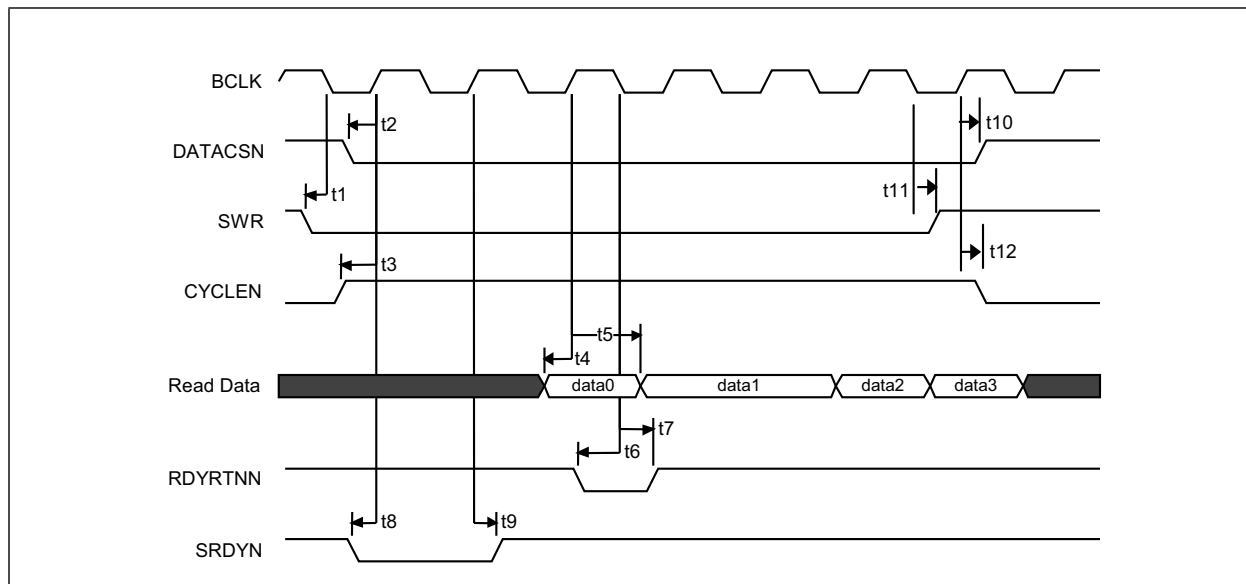 BCLK
t2
t10
DATACSN
t1
t11
SWR
t3
t12
CYCLEN
t5
t4
Read Data
data0
data1
data2
data3
t7
t6
RDYRTNN
t8
t9
SRDYN